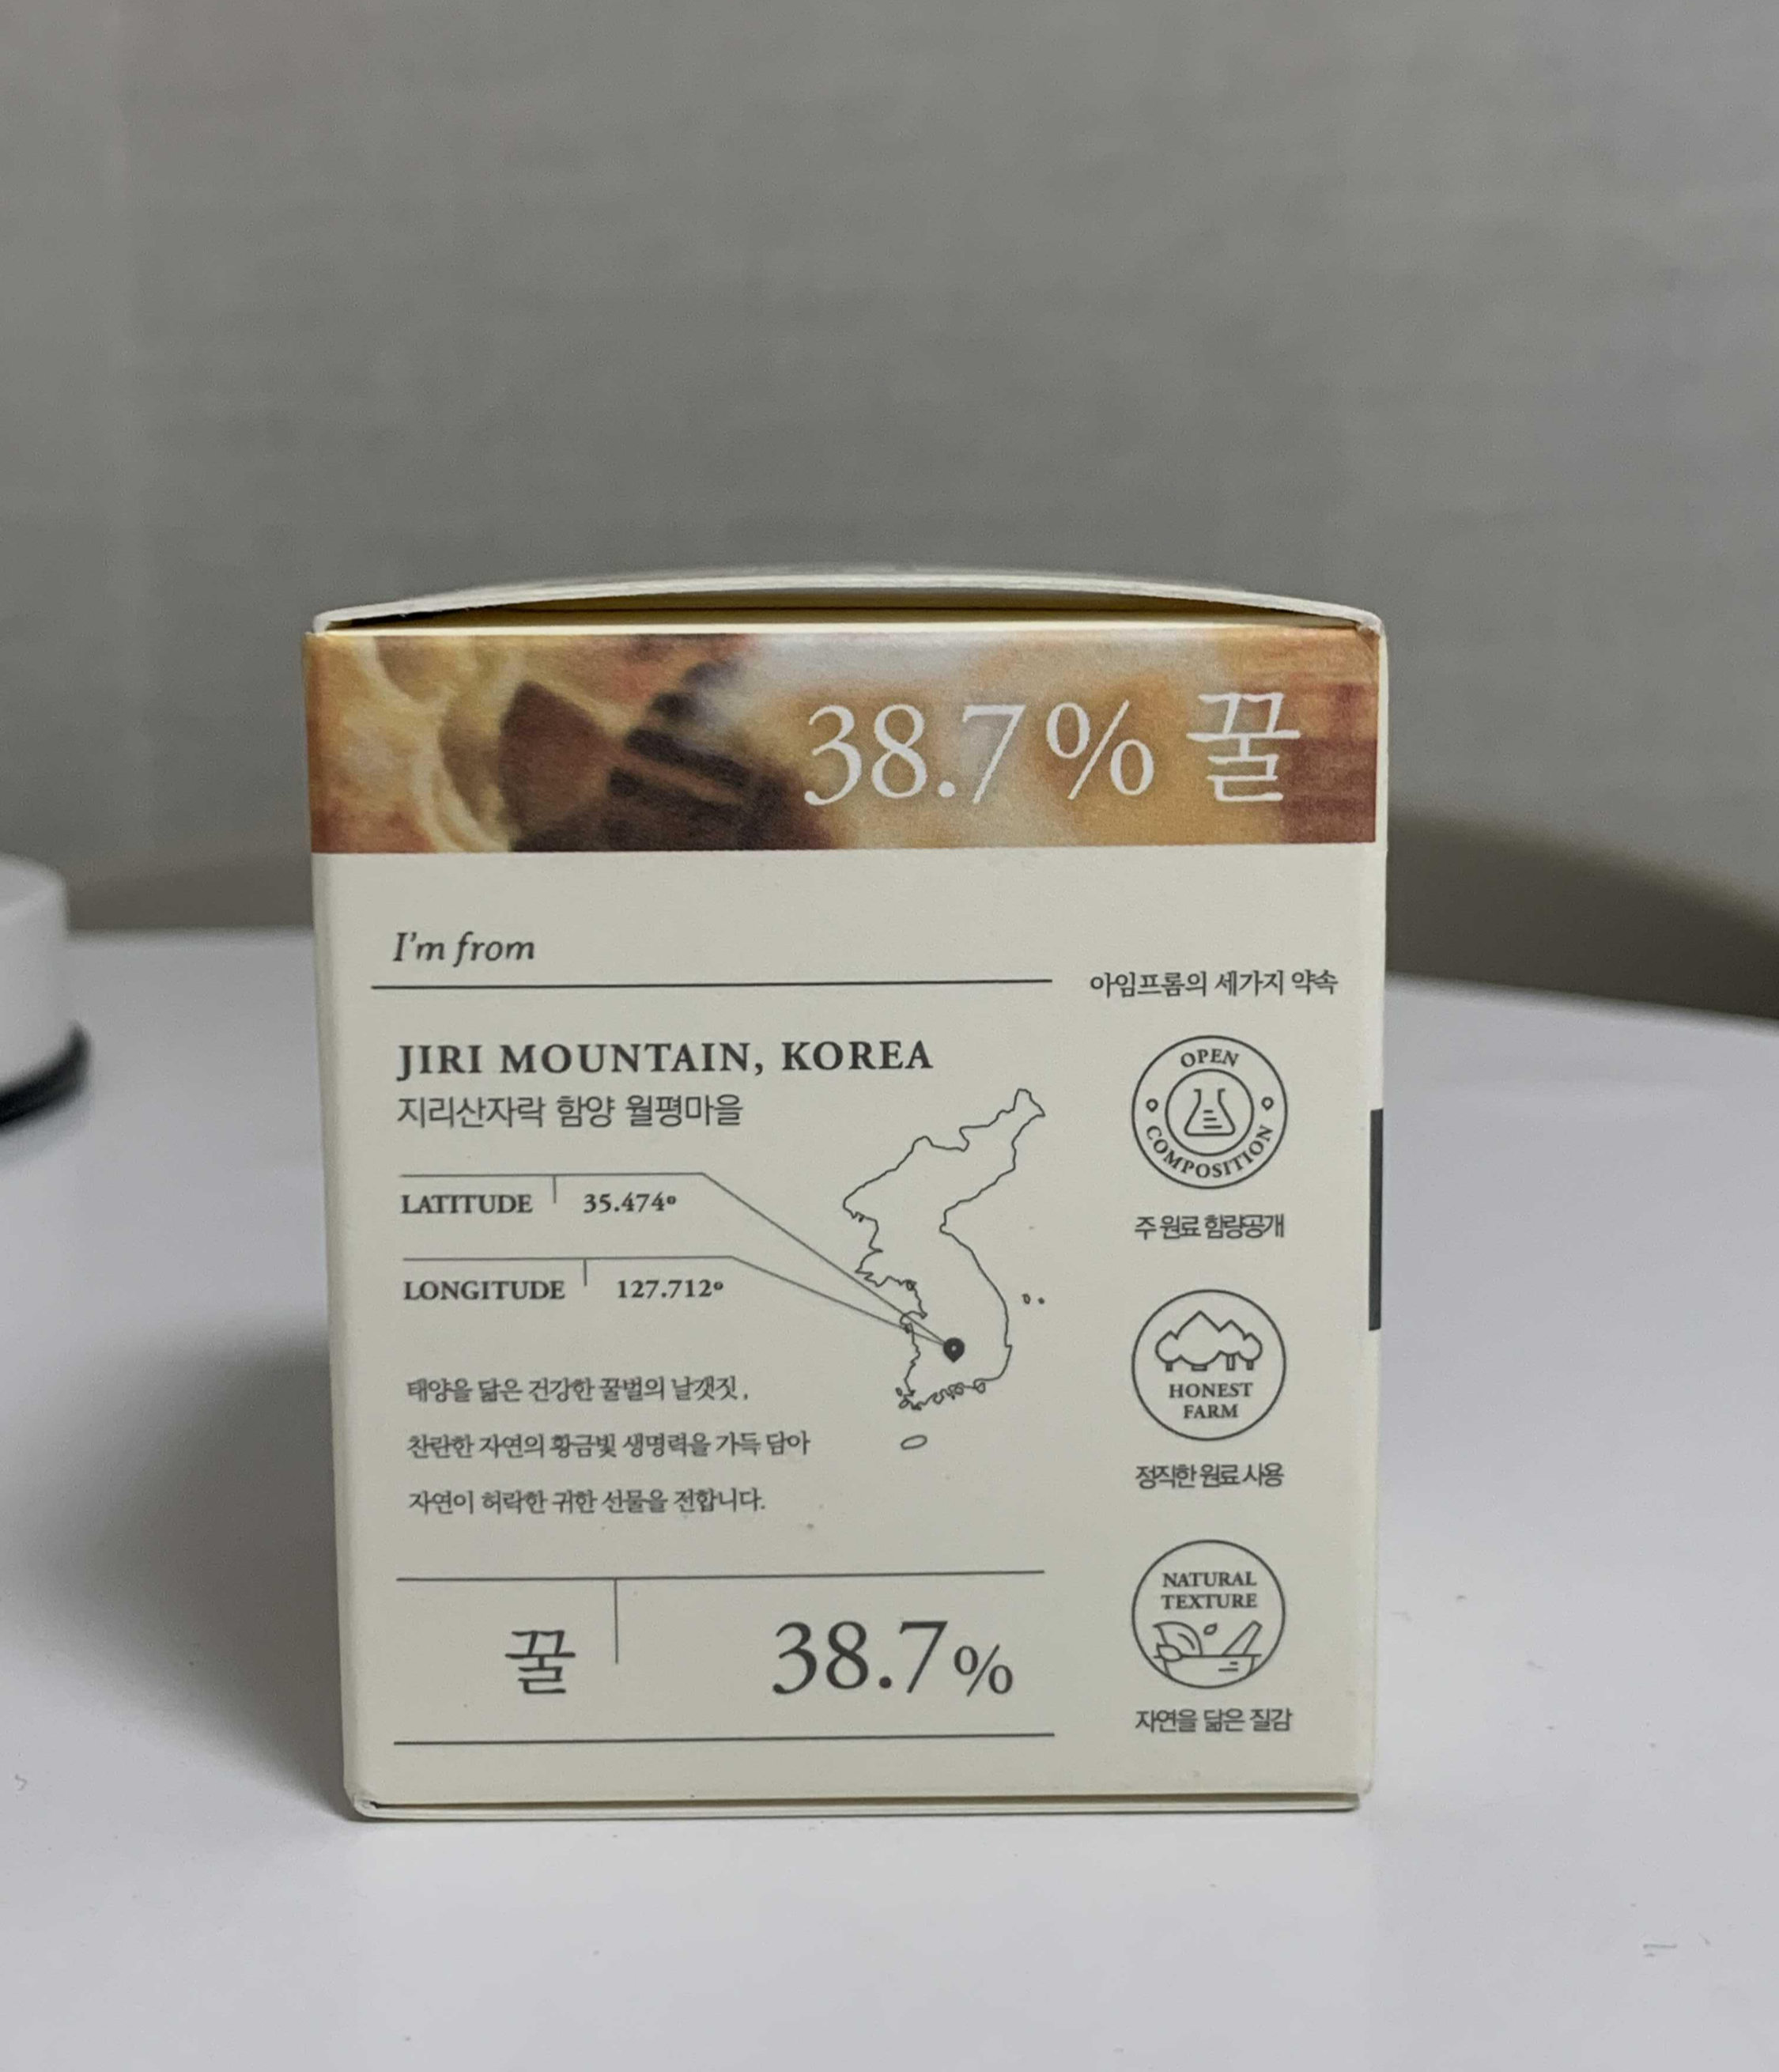 38.7% 꿀
I'm from
아임프롬의 세가지 약속
JIRI MOUNTAIN, KOREA
지리산자락 함양 월평마을
LATITUDE 35.474°
LONGITUDE 127.712°
태양을 닮은 건강한 꿀벌의 날갯짓,
찬란한 자연의 황금빛 생명력을 가득 담아
자연이 허락한 귀한 선물을 전합니다.
꿀 38.7%
OPEN
COMPOSITION
주 원료 함량공개
HONEST
FARM
정직한 원료 사용
NATURAL
TEXTURE
자연을 닮은 질감